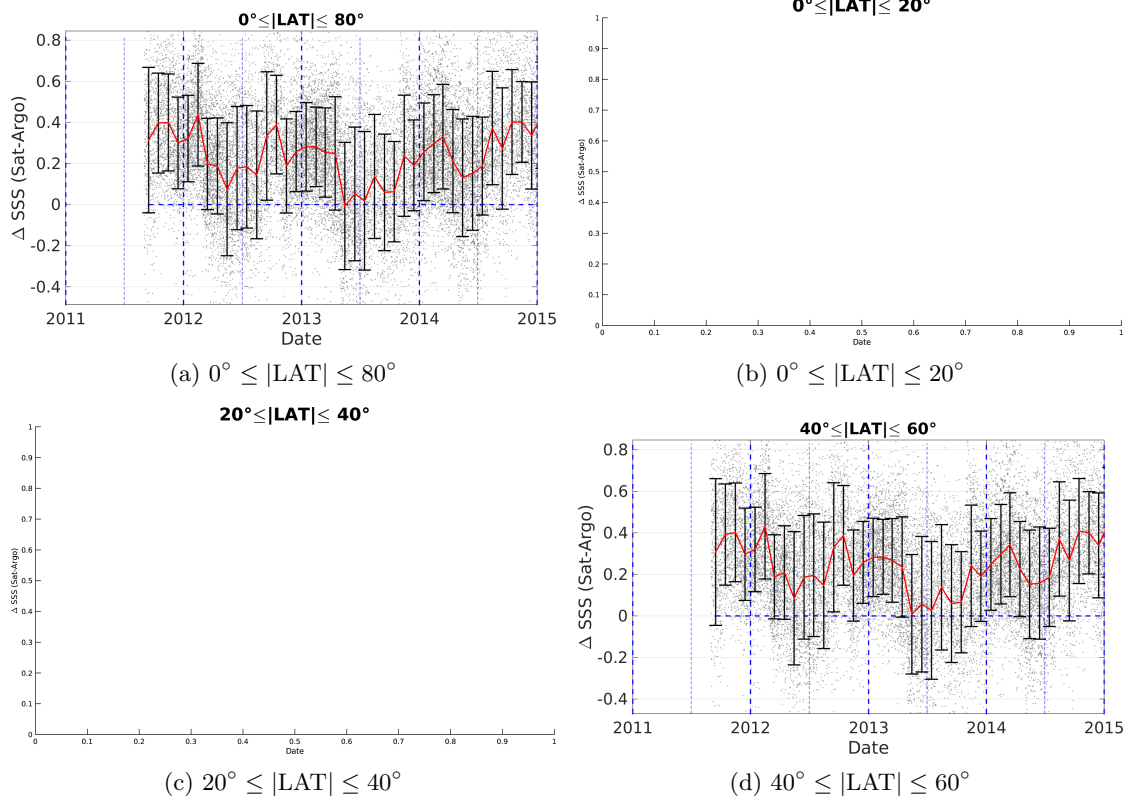 0°≤|LAT|≤ 80°
0.8
0.6
0.4
0.2
0
-0.2
-0.4
Δ SSS (Sat-Argo)
2011 2012 2013 2014 2015
Date
(a) 0° ≤ |LAT| ≤ 80°
0°≤|LAT|≤ 20°
1
0.9
0.8
0.7
0.6
0.5
0.4
0.3
0.2
0.1
0
Δ SSS (Sat-Argo)
0 0.1 0.2 0.3 0.4 0.5 0.6 0.7 0.8 0.9 1
Date
(b) 0° ≤ |LAT| ≤ 20°
20°≤|LAT|≤ 40°
1
0.9
0.8
0.7
0.6
0.5
0.4
0.3
0.2
0.1
0
Δ SSS (Sat-Argo)
0 0.1 0.2 0.3 0.4 0.5 0.6 0.7 0.8 0.9 1
Date
(c) 20° ≤ |LAT| ≤ 40°
40°≤|LAT|≤ 60°
0.8
0.6
0.4
0.2
0
-0.2
-0.4
Δ SSS (Sat-Argo)
2011 2012 2013 2014 2015
Date
(d) 40° ≤ |LAT| ≤ 60°